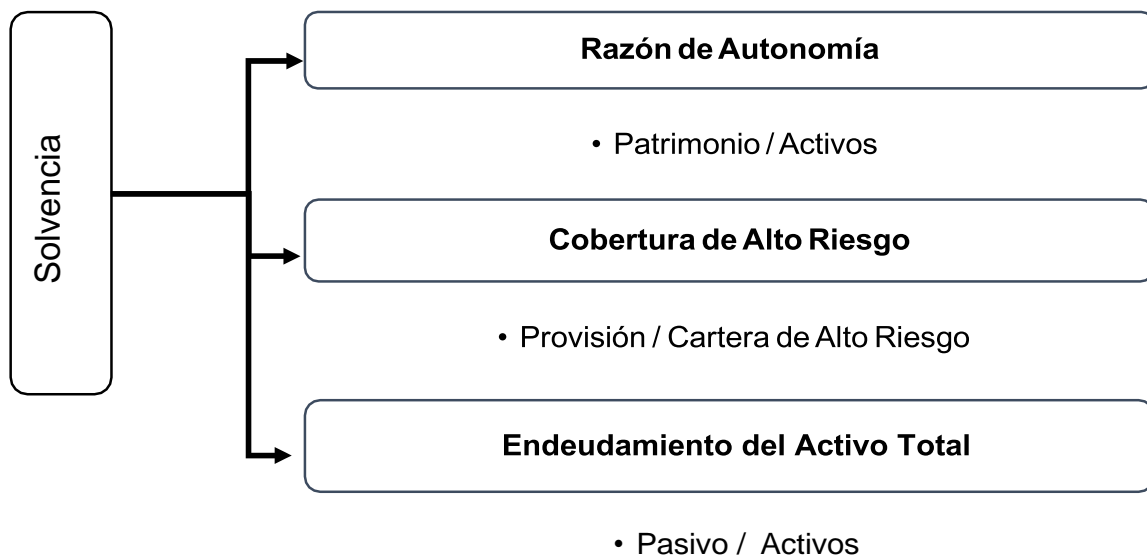 Solvencia
Razón de Autonomía
• Patrimonio / Activos
Cobertura de Alto Riesgo
• Provisión / Cartera de Alto Riesgo
Endeudamiento del Activo Total
• Pasivo / Activos